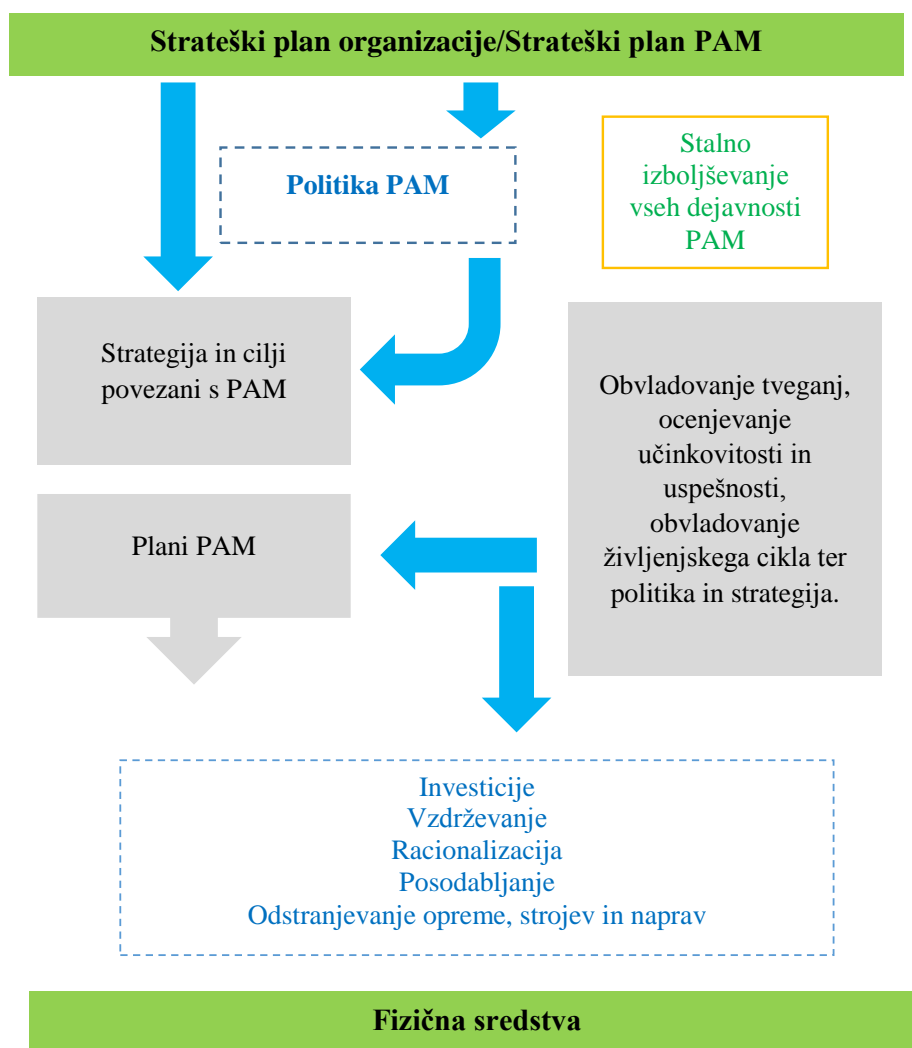 Strateški plan organizacije/Strateški plan PAM
Politika PAM
Stalno
izboljševanje
vseh dejavnosti
PAM
Strategija in cilji
povezani s PAM
Obvladovanje tveganj,
ocenjevanje
učinkovitosti in
uspešnosti,
obvladovanje
življenjskega cikla ter
politika in strategija.
Plani PAM
Investicije
Vzdrževanje
Racionalizacija
Posodabljanje
Odstranjevanje opreme, strojev in naprav
Fizična sredstva